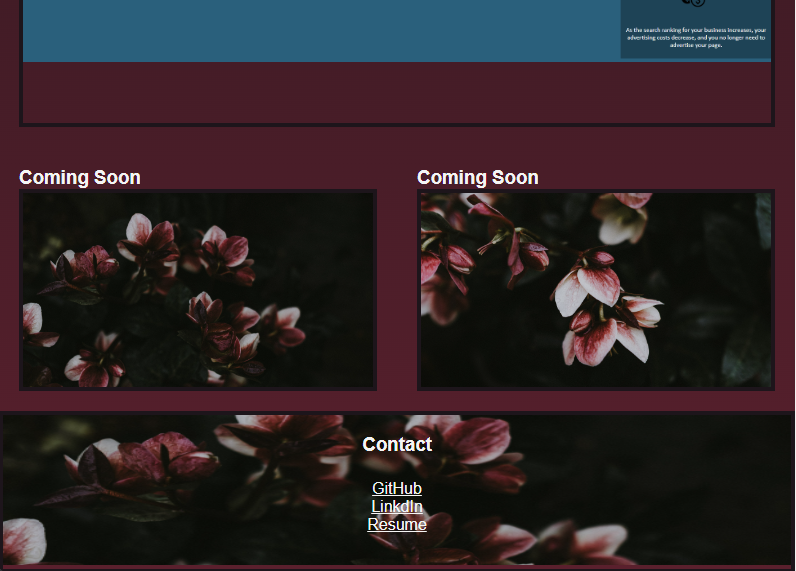 As the search ranking for your business increases, your
advertising costs decrease, and you no longer need to
advertise your page.
Coming Soon
Coming Soon
Contact
GitHub
LinkdIn
Resume